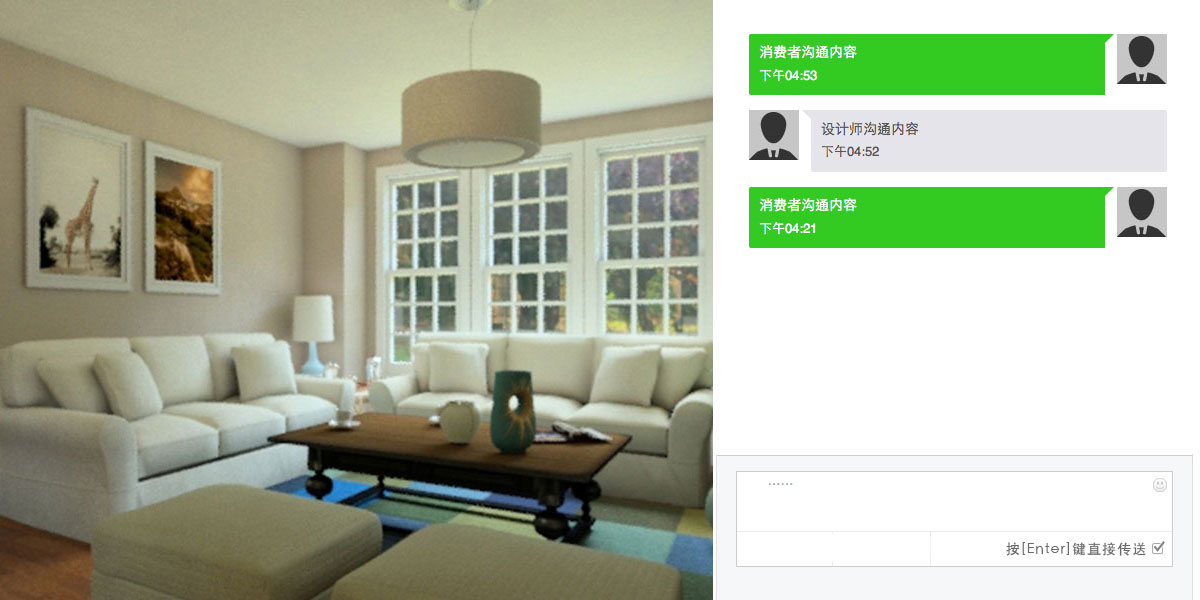 消费者沟通内容
下午04:53
设计师沟通内容
下午04:52
消费者沟通内容
下午04:21
······
按[Enter]键直接传送